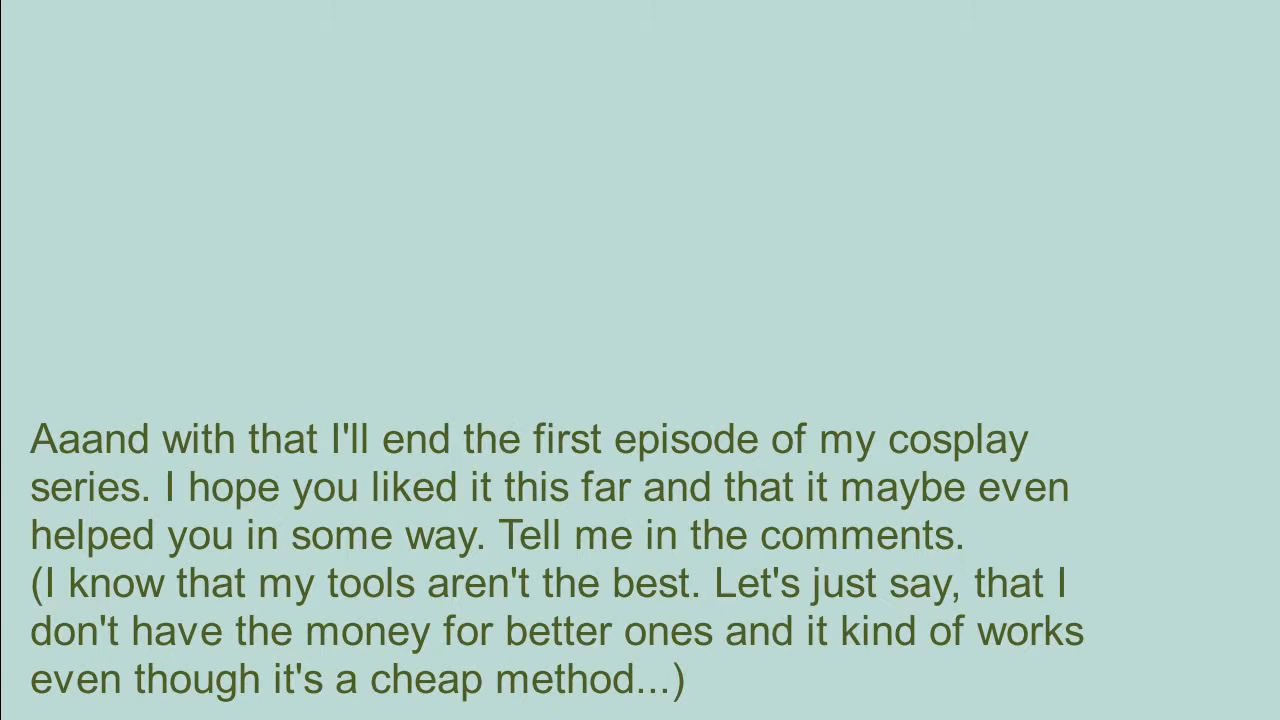 Aaand with that I'll end the first episode of my cosplay
series. I hope you liked it this far and that it maybe even
helped you in some way. Tell me in the comments.
(I know that my tools aren't the best. Let's just say, that I
don't have the money for better ones and it kind of works
even though it's a cheap method...)